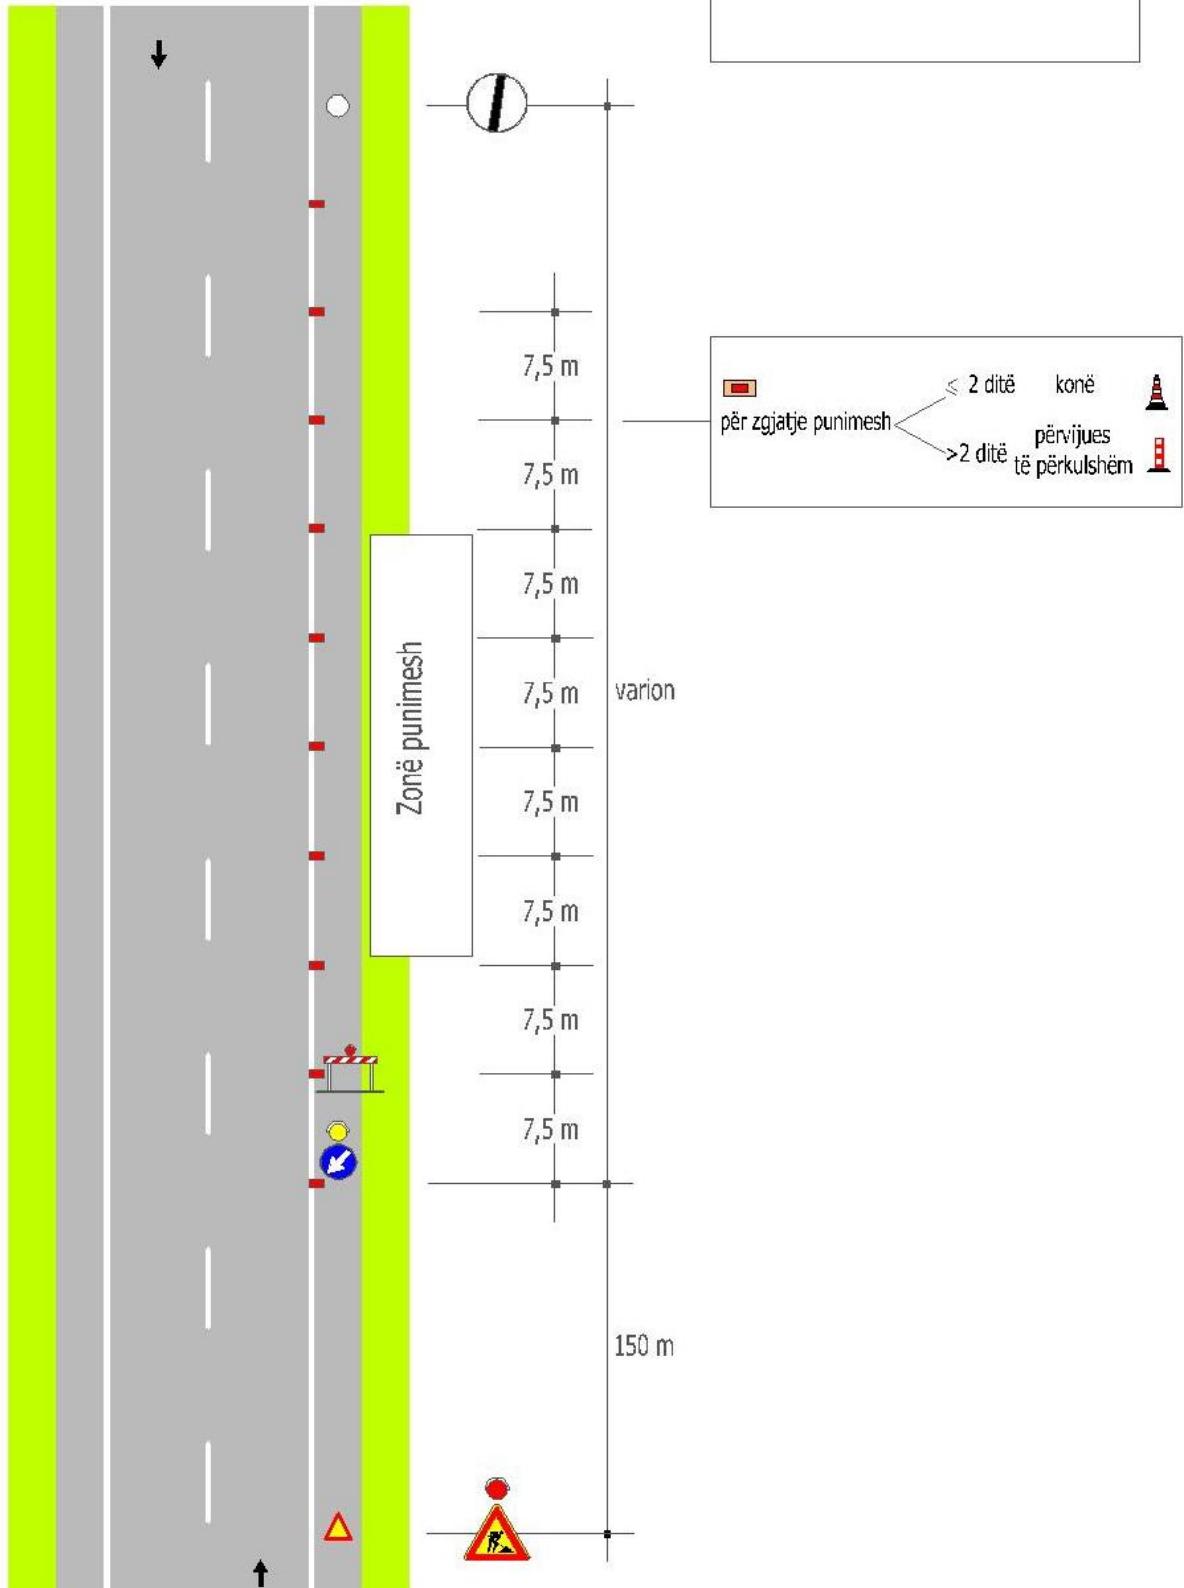 7,5 m
≤ 2 ditë konë
për zgjatje punimesh
>2 ditë përvijues
të përkulshëm
7,5 m
7,5 m
Zonë punimesh
7,5 m
varion
7,5 m
7,5 m
7,5 m
7,5 m
150 m